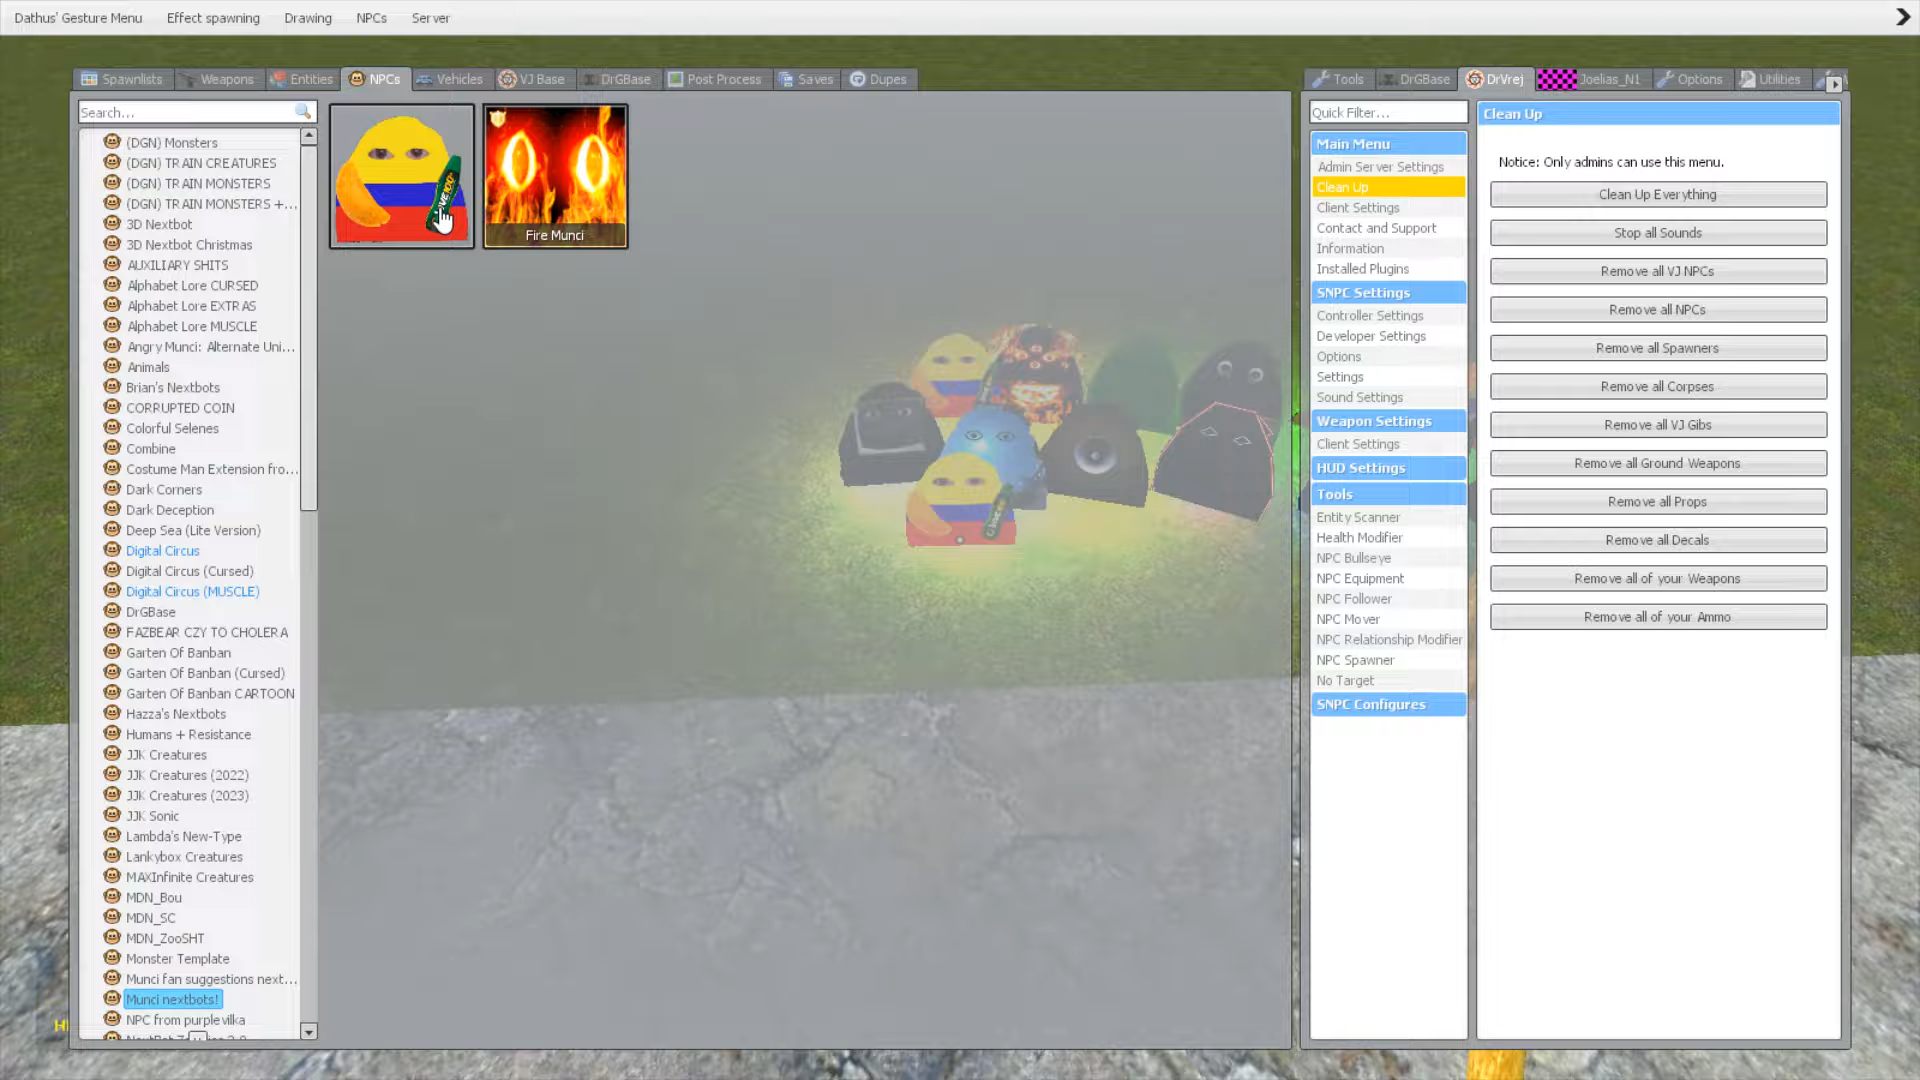 Dathus' Gesture Menu Effect spawning Drawing NPCs Server
Spawnlists Weapons Entities NPCs Vehicles VJ Base DrGBase Post Process Saves Dupes
Search...
(DGN) Monsters
(DGN) TRAIN CREATURES
(DGN) TRAIN MONSTERS
(DGN) TRAIN MONSTERS +...
3D Nextbot
3D Nextbot Christmas
AUXILIARY SHITS
Alphabet Lore CURSED
Alphabet Lore EXTRAS
Alphabet Lore MUSCLE
Angry Munci: Alternate Uni...
Animals
Brian's Nextbots
CORRUPTED COIN
Colorful Selenes
Combine
Costume Man Extension fro...
Dark Corners
Dark Deception
Deep Sea (Lite Version)
Digital Circus
Digital Circus (Cursed)
Digital Circus (MUSCLE)
DrGBase
FAZBEAR CZY TO CHOLERA
Garten Of Banban
Garten Of Banban (Cursed)
Garten Of Banban CARTOON
Hazza's Nextbots
Humans + Resistance
JJK Creatures
JJK Creatures (2022)
JJK Creatures (2023)
JJK Sonic
Lambda's New-Type
Lankybox Creatures
MAXInfinite Creatures
MDN_Bou
MDN_SC
MDN_ZooSHT
Monster Template
Munci fan suggestions next...
Munci nextbots!
NPC from purplevilka
Fire Munci
Tools DrGBase DrVrej Joelias_N1 Options Utilities
Quick Filter...
Main Menu
Admin Server Settings
Clean Up
Client Settings
Contact and Support
Information
Installed Plugins
SNPC Settings
Controller Settings
Developer Settings
Options
Settings
Sound Settings
Weapon Settings
Client Settings
HUD Settings
Tools
Entity Scanner
Health Modifier
NPC Bullseye
NPC Equipment
NPC Follower
NPC Mover
NPC Relationship Modifier
NPC Spawner
No Target
SNPC Configures
Clean Up
Notice: Only admins can use this menu.
Clean Up Everything
Stop all Sounds
Remove all VJ NPCs
Remove all NPCs
Remove all Spawners
Remove all Corpses
Remove all VJ Gibs
Remove all Ground Weapons
Remove all Props
Remove all Decals
Remove all of your Weapons
Remove all of your Ammo